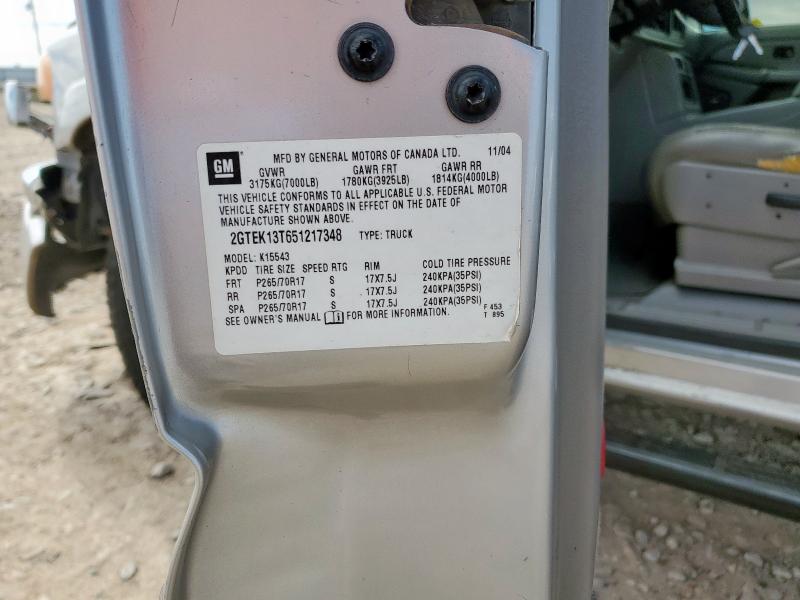 GM
MFD BY GENERAL MOTORS OF CANADA LTD. 11/04
GVWR GAWR FRT GAWR RR
3175KG(7000LB) 1780KG(3925LB) 1814KG(4000LB)
THIS VEHICLE CONFORMS TO ALL APPLICABLE U.S. FEDERAL MOTOR
VEHICLE SAFETY STANDARDS IN EFFECT ON THE DATE OF
MANUFACTURE SHOWN ABOVE.
2GTEK13T651217348 TYPE: TRUCK
MODEL: K15543
KPDD TIRE SIZE SPEED RTG RIM COLD TIRE PRESSURE
FRT P265/70R17 S 17X7.5J 240KPA(35PSI)
RR P265/70R17 S 17X7.5J 240KPA(35PSI)
SPA P265/70R17 S 17X7.5J 240KPA(35PSI)
SEE OWNER'S MANUAL FOR MORE INFORMATION.
F 453
T 895